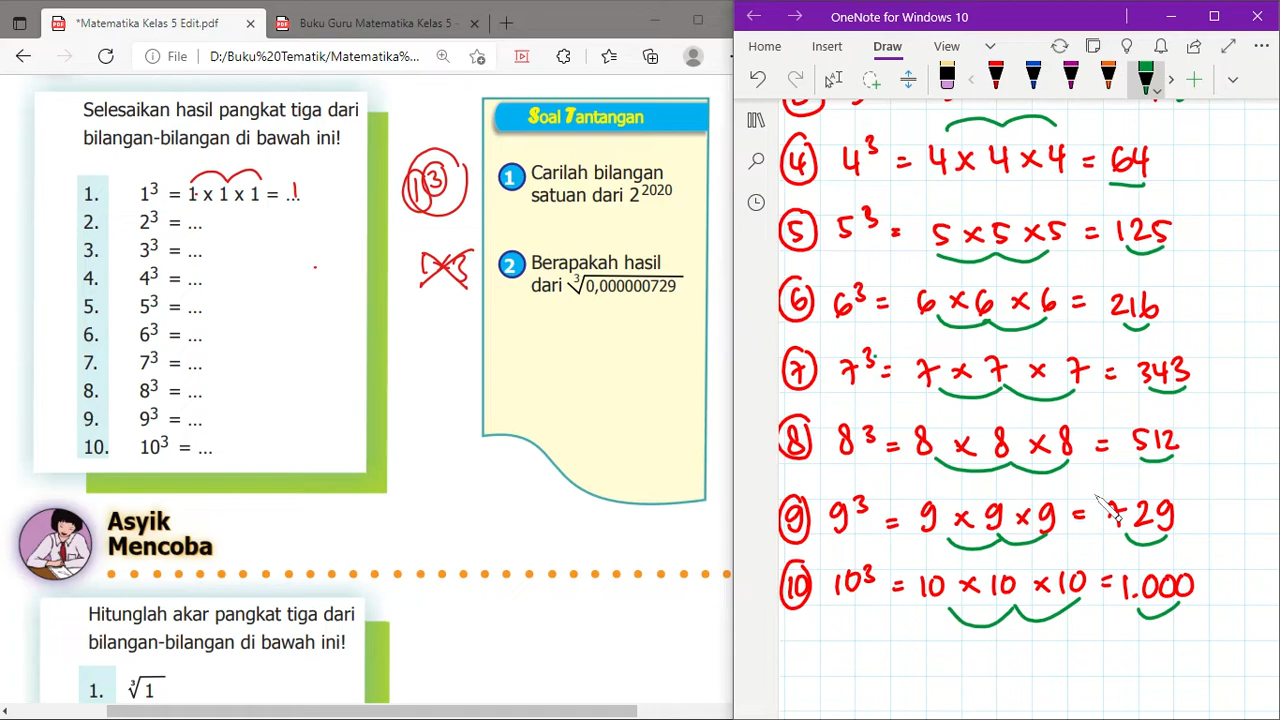 *Matematika Kelas 5 Edit.pdf
Buku Guru Matematika Kelas 5 -
File
D:/Buku%20Tematik/Matematika%...
Selesaikan hasil pangkat tiga dari
bilangan-bilangan di bawah ini!
1. 1³ = 1 x 1 x 1 = ... 1
2. 2³ = ...
3. 3³ = ...
4. 4³ = ...
5. 5³ = ...
6. 6³ = ...
7. 7³ = ...
8. 8³ = ...
9. 9³ = ...
10. 10³ = ...
1³
1x3
Soal Tantangan
1 Carilah bilangan
satuan dari 2²⁰²⁰
2 Berapakah hasil
dari ∛0,000000729
Asyik
Mencoba
Hitunglah akar pangkat tiga dari
bilangan-bilangan di bawah ini!
1. ∛1
OneNote for Windows 10
Home Insert Draw View
4 4³ = 4 x 4 x 4 = 64
5 5³ = 5 x 5 x 5 = 125
6 6³ = 6 x 6 x 6 = 216
7 7³ = 7 x 7 x 7 = 343
8 8³ = 8 x 8 x 8 = 512
9 9³ = 9 x 9 x 9 = 729
10 10³ = 10 x 10 x 10 = 1.000